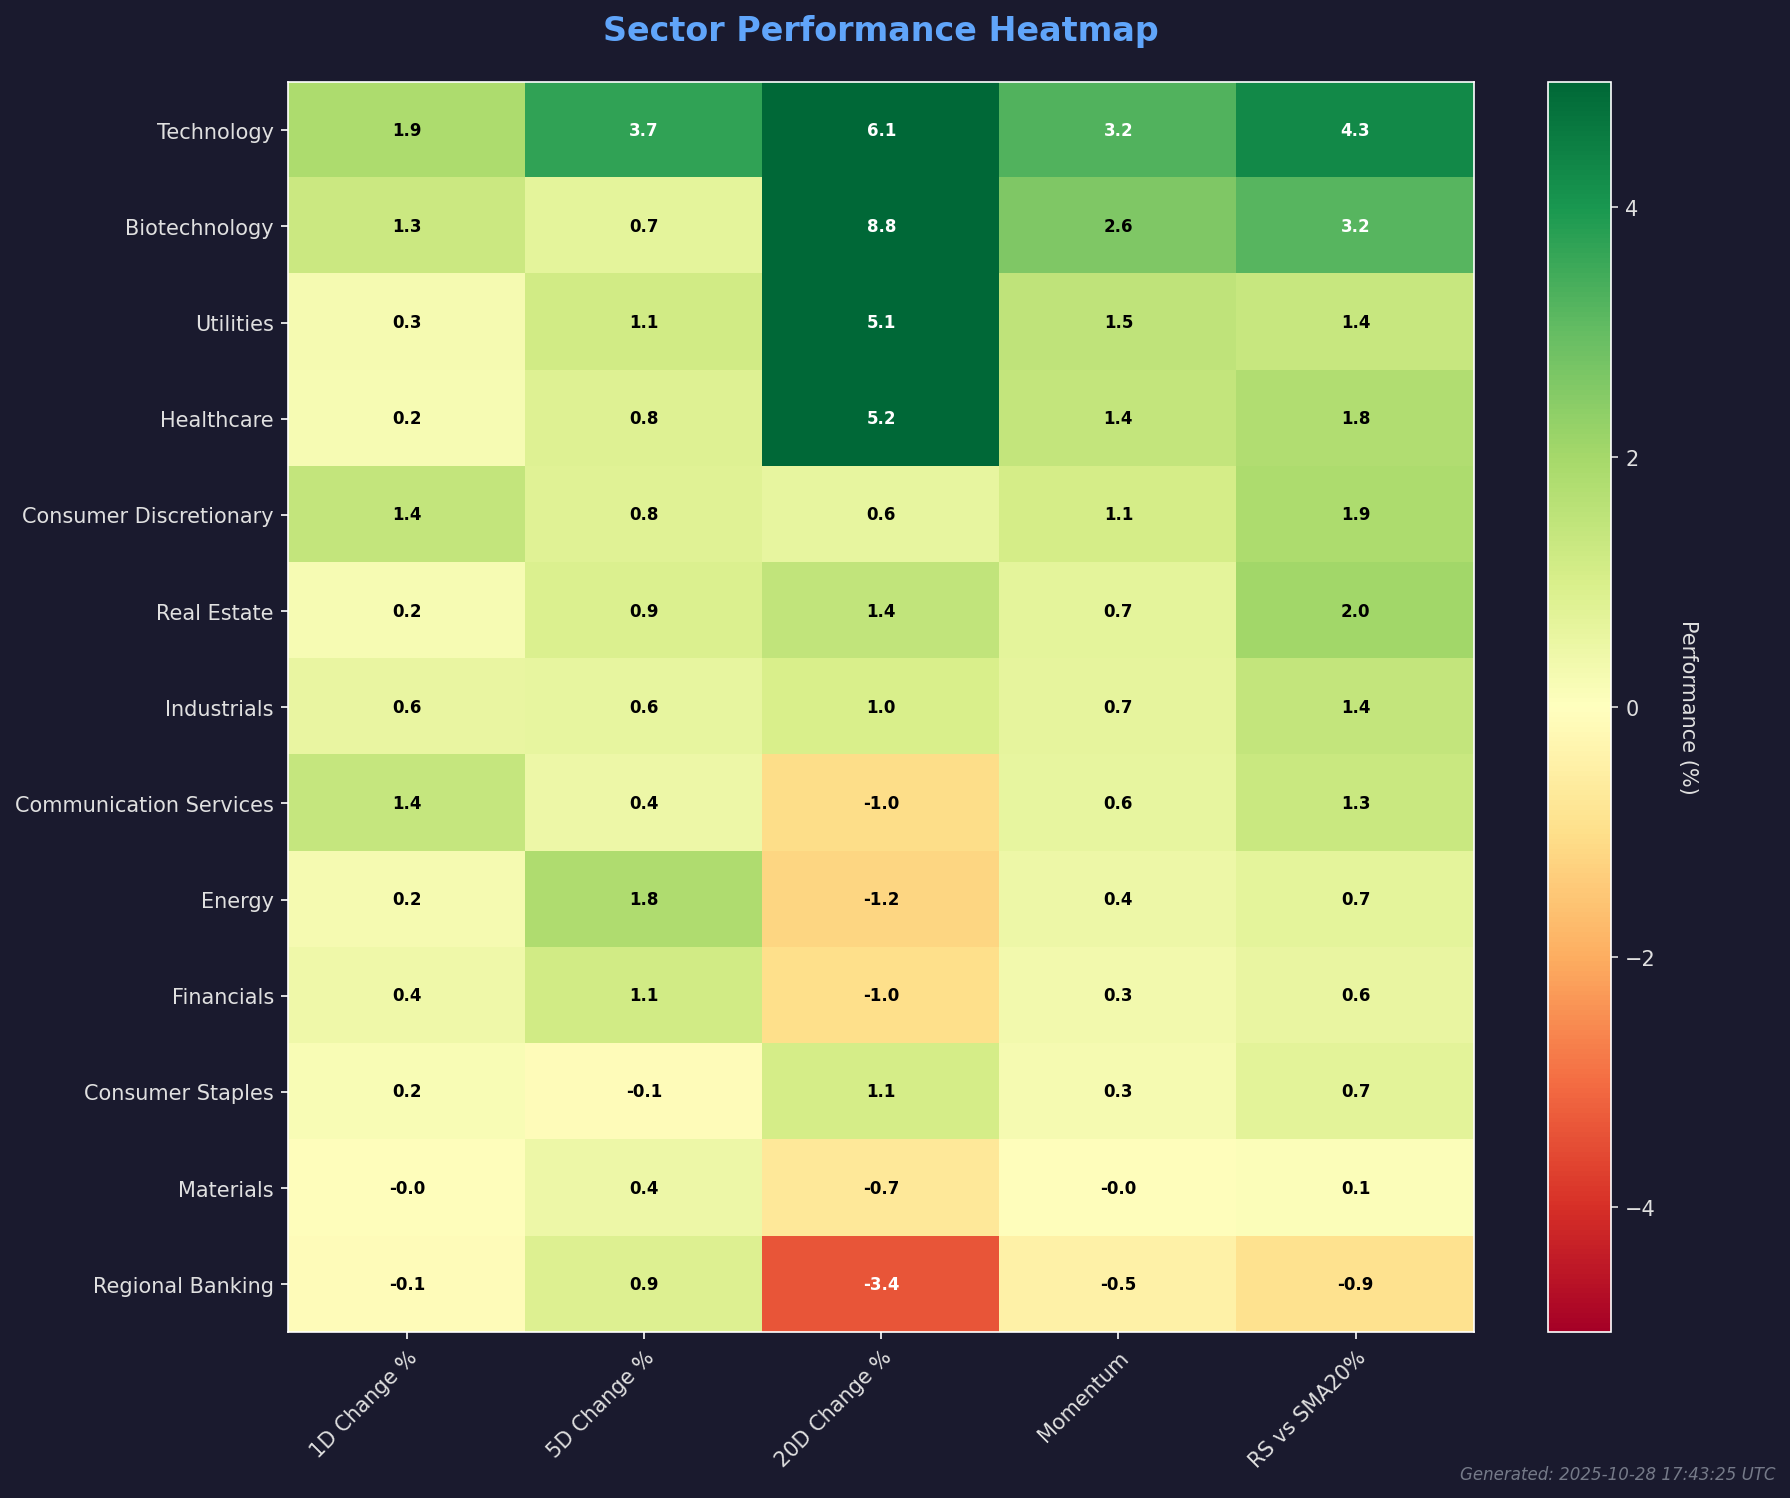 Sector Performance Heatmap
Technology 1.9 3.7 6.1 3.2 4.3
Biotechnology 1.3 0.7 8.8 2.6 3.2
Utilities 0.3 1.1 5.1 1.5 1.4
Healthcare 0.2 0.8 5.2 1.4 1.8
Consumer Discretionary 1.4 0.8 0.6 1.1 1.9
Real Estate 0.2 0.9 1.4 0.7 2.0
Industrials 0.6 0.6 1.0 0.7 1.4
Communication Services 1.4 0.4 -1.0 0.6 1.3
Energy 0.2 1.8 -1.2 0.4 0.7
Financials 0.4 1.1 -1.0 0.3 0.6
Consumer Staples 0.2 -0.1 1.1 0.3 0.7
Materials -0.0 0.4 -0.7 -0.0 0.1
Regional Banking -0.1 0.9 -3.4 -0.5 -0.9
1D Change % 5D Change % 20D Change % Momentum RS vs SMA20%
4
2
0
−2
−4
Performance (%)
Generated: 2025-10-28 17:43:25 UTC